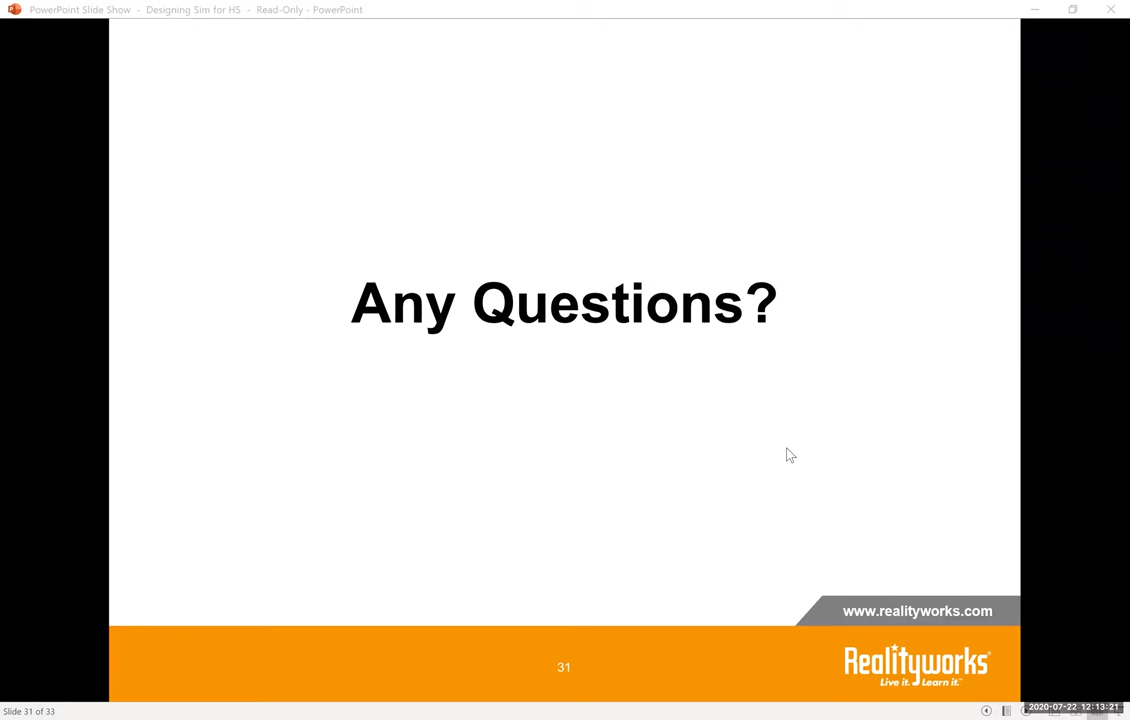 PowerPoint Slide Show - Designing Sim for HS - Read-Only - PowerPoint
Any Questions?
www.realityworks.com
31
Realityworks®
Live it. Learn it.™
Slide 31 of 33
2020-07-22 12:13:21